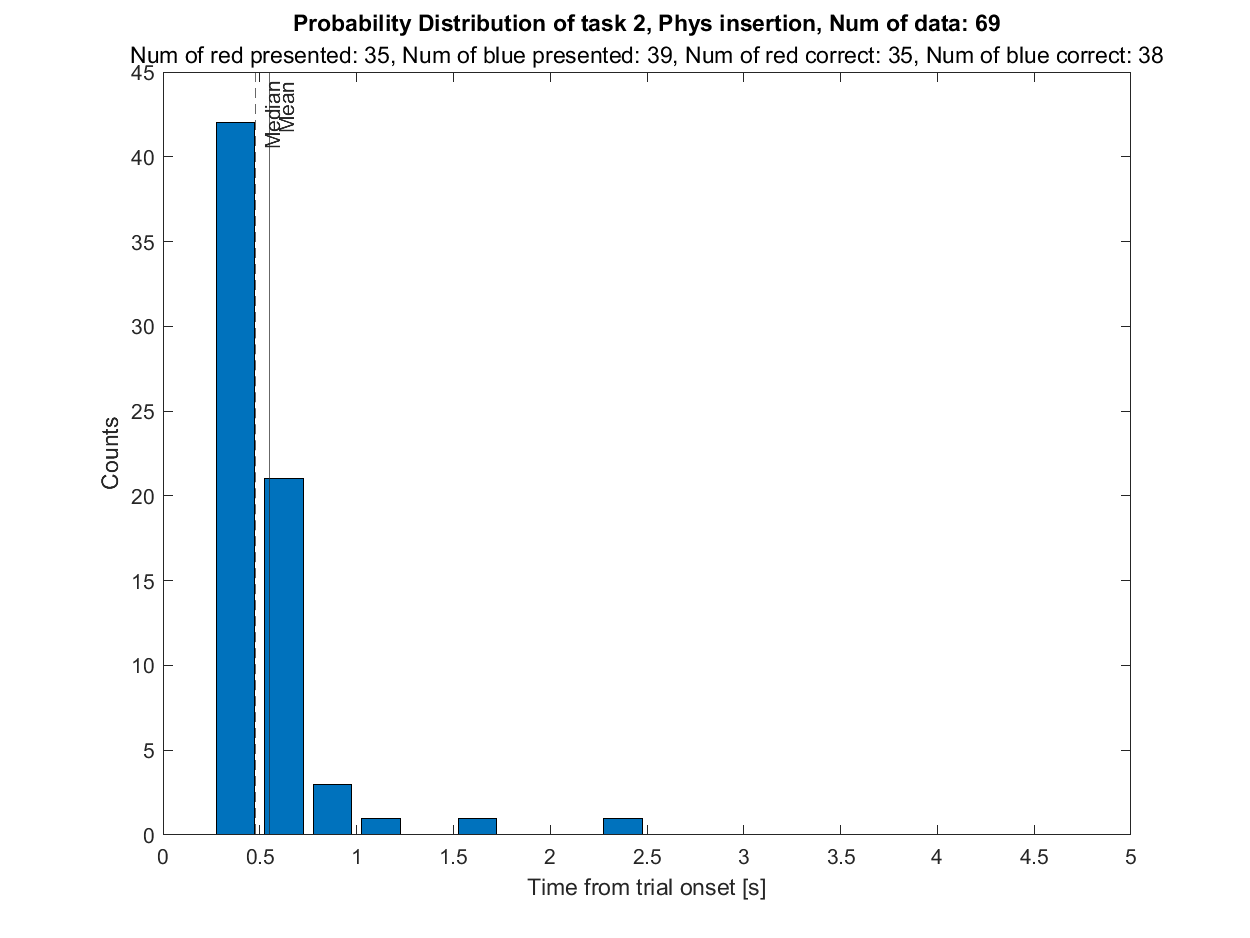 Probability Distribution of task 2, Phys insertion, Num of data: 69
Num of red presented: 35, Num of blue presented: 39, Num of red correct: 35, Num of blue correct: 38
Median
Mean
45
40
35
30
25
20
15
10
5
0
Counts
0 0.5 1 1.5 2 2.5 3 3.5 4 4.5 5
Time from trial onset [s]